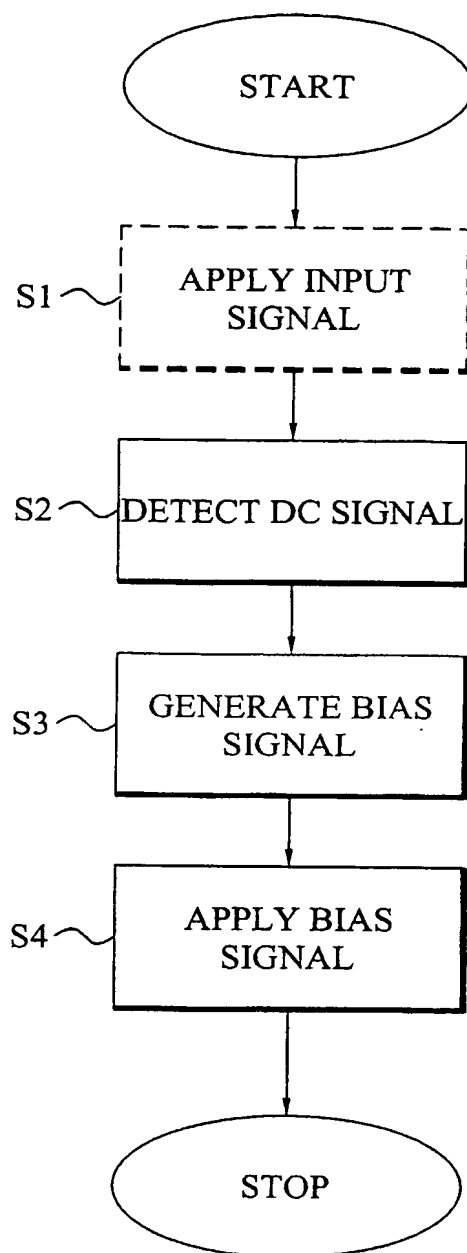 START
S1
APPLY INPUT
SIGNAL
S2
DETECT DC SIGNAL
S3
GENERATE BIAS
SIGNAL
S4
APPLY BIAS
SIGNAL
STOP